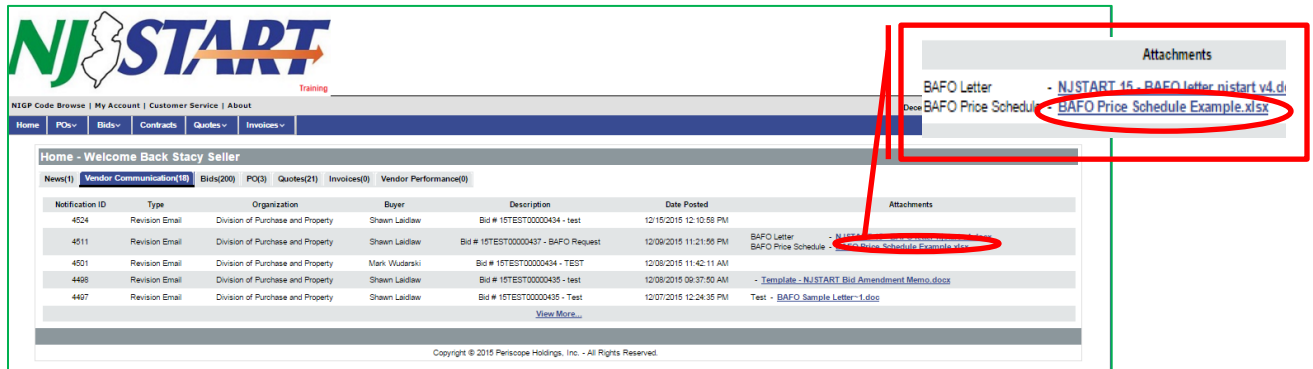 NJSTART
Training
NIGP Code Browse | My Account | Customer Service | About
Dece
Home POs Bids Contracts Quotes Invoices
Home - Welcome Back Stacy Seller
News(1) Vendor Communication(18) Bids(200) PO(3) Quotes(21) Invoices(0) Vendor Performance(0)
Notification ID Type Organization Buyer Description Date Posted Attachments
4524 Revision Email Division of Purchase and Property Shawn Laidlaw Bid # 15TEST00000434 - test 12/15/2015 12:10:58 PM
4511 Revision Email Division of Purchase and Property Shawn Laidlaw Bid # 15TEST00000437 - BAFO Request 12/09/2015 11:21:56 PM BAFO Letter -
BAFO Price Schedule - BAFO Price Schedule Example.xlsx
4501 Revision Email Division of Purchase and Property Mark Wudarski Bid # 15TEST00000434 - TEST 12/08/2015 11:42:11 AM
4498 Revision Email Division of Purchase and Property Shawn Laidlaw Bid # 15TEST00000435 - test 12/08/2015 09:37:50 AM - Template - NJSTART Bid Amendment Memo.docx
4497 Revision Email Division of Purchase and Property Shawn Laidlaw Bid # 15TEST00000435 - Test 12/07/2015 12:24:35 PM Test - BAFO Sample Letter~1.doc
View More...
Copyright © 2015 Periscope Holdings, Inc. - All Rights Reserved.
Attachments
BAFO Letter - NJSTART 15 - BAFO letter njstart v4.do
BAFO Price Schedule - BAFO Price Schedule Example.xlsx